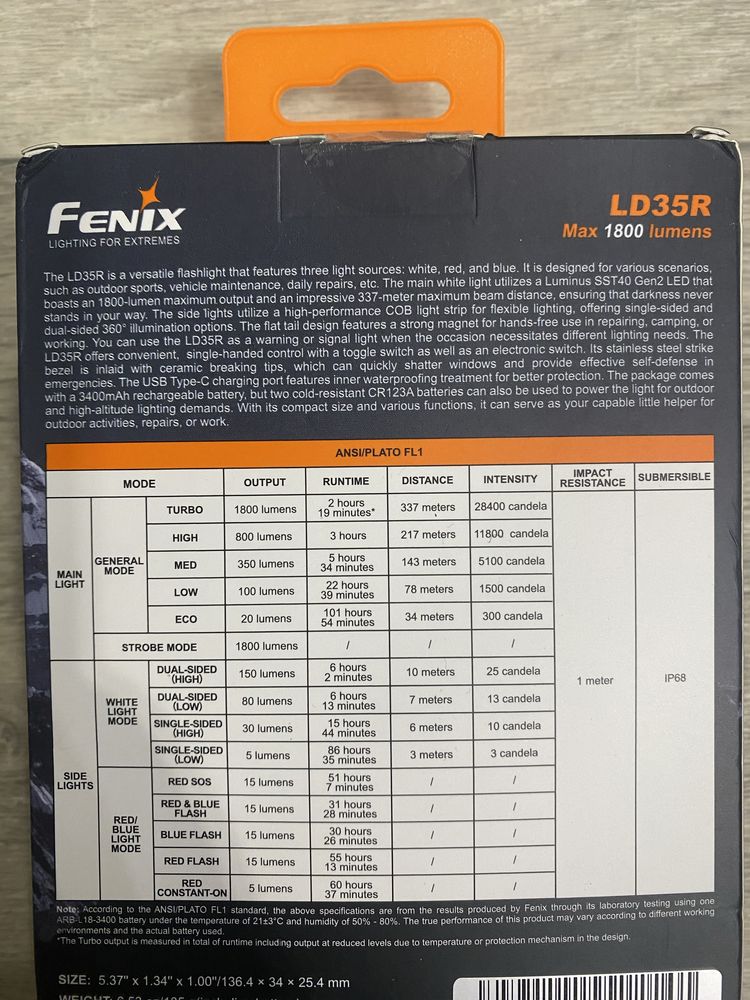 FENIX
LIGHTING FOR EXTREMES
LD35R
Max 1800 lumens
The LD35R is a versatile flashlight that features three light sources: white, red, and blue. It is designed for various scenarios,
such as outdoor sports, vehicle maintenance, daily repairs, etc. The main white light utilizes a Luminus SST40 Gen2 LED that
boasts an 1800-lumen maximum output and an impressive 337-meter maximum beam distance, ensuring that darkness never
stands in your way. The side lights utilize a high-performance COB light strip for flexible lighting, offering single-sided and
dual-sided 360° illumination options. The flat tail design features a strong magnet for hands-free use in repairing, camping, or
working. You can use the LD35R as a warning or signal light when the occasion necessitates different lighting needs. The
LD35R offers convenient, single-handed control with a toggle switch as well as an electronic switch. Its stainless steel strike
bezel is inlaid with ceramic breaking tips, which can quickly shatter windows and provide effective self-defense in
emergencies. The USB Type-C charging port features inner waterproofing treatment for better protection. The package comes
with a 3400mAh rechargeable battery, but two cold-resistant CR123A batteries can also be used to power the light for outdoor
and high-altitude lighting demands. With its compact size and various functions, it can serve as your capable little helper for
outdoor activities, repairs, or work.
ANSI/PLATO FL1
MODE OUTPUT RUNTIME DISTANCE INTENSITY IMPACT RESISTANCE SUBMERSIBLE
MAIN LIGHT GENERAL MODE TURBO 1800 lumens 2 hours 19 minutes* 337 meters 28400 candela
HIGH 800 lumens 3 hours 217 meters 11800 candela
MED 350 lumens 5 hours 34 minutes 143 meters 5100 candela
LOW 100 lumens 22 hours 39 minutes 78 meters 1500 candela
ECO 20 lumens 101 hours 54 minutes 34 meters 300 candela
STROBE MODE 1800 lumens / / /
1 meter IP68
SIDE LIGHTS WHITE LIGHT MODE DUAL-SIDED (HIGH) 150 lumens 6 hours 2 minutes 10 meters 25 candela
DUAL-SIDED (LOW) 80 lumens 6 hours 13 minutes 7 meters 13 candela
SINGLE-SIDED (HIGH) 30 lumens 15 hours 44 minutes 6 meters 10 candela
SINGLE-SIDED (LOW) 5 lumens 86 hours 35 minutes 3 meters 3 candela
RED/ BLUE LIGHT MODE RED SOS 15 lumens 51 hours 7 minutes / /
RED & BLUE FLASH 15 lumens 31 hours 28 minutes / /
BLUE FLASH 15 lumens 30 hours 26 minutes / /
RED FLASH 15 lumens 55 hours 13 minutes / /
RED CONSTANT-ON 5 lumens 60 hours 37 minutes / /
Note: According to the ANSI/PLATO FL1 standard, the above specifications are from the results produced by Fenix through its laboratory testing using one
ARB-L18-3400 battery under the temperature of 21±3°C and humidity of 50% - 80%. The true performance of this product may vary according to different working
environments and the actual battery used.
*The Turbo output is measured in total of runtime including output at reduced levels due to temperature or protection mechanism in the design.
SIZE: 5.37" x 1.34" x 1.00"/136.4 × 34 × 25.4 mm